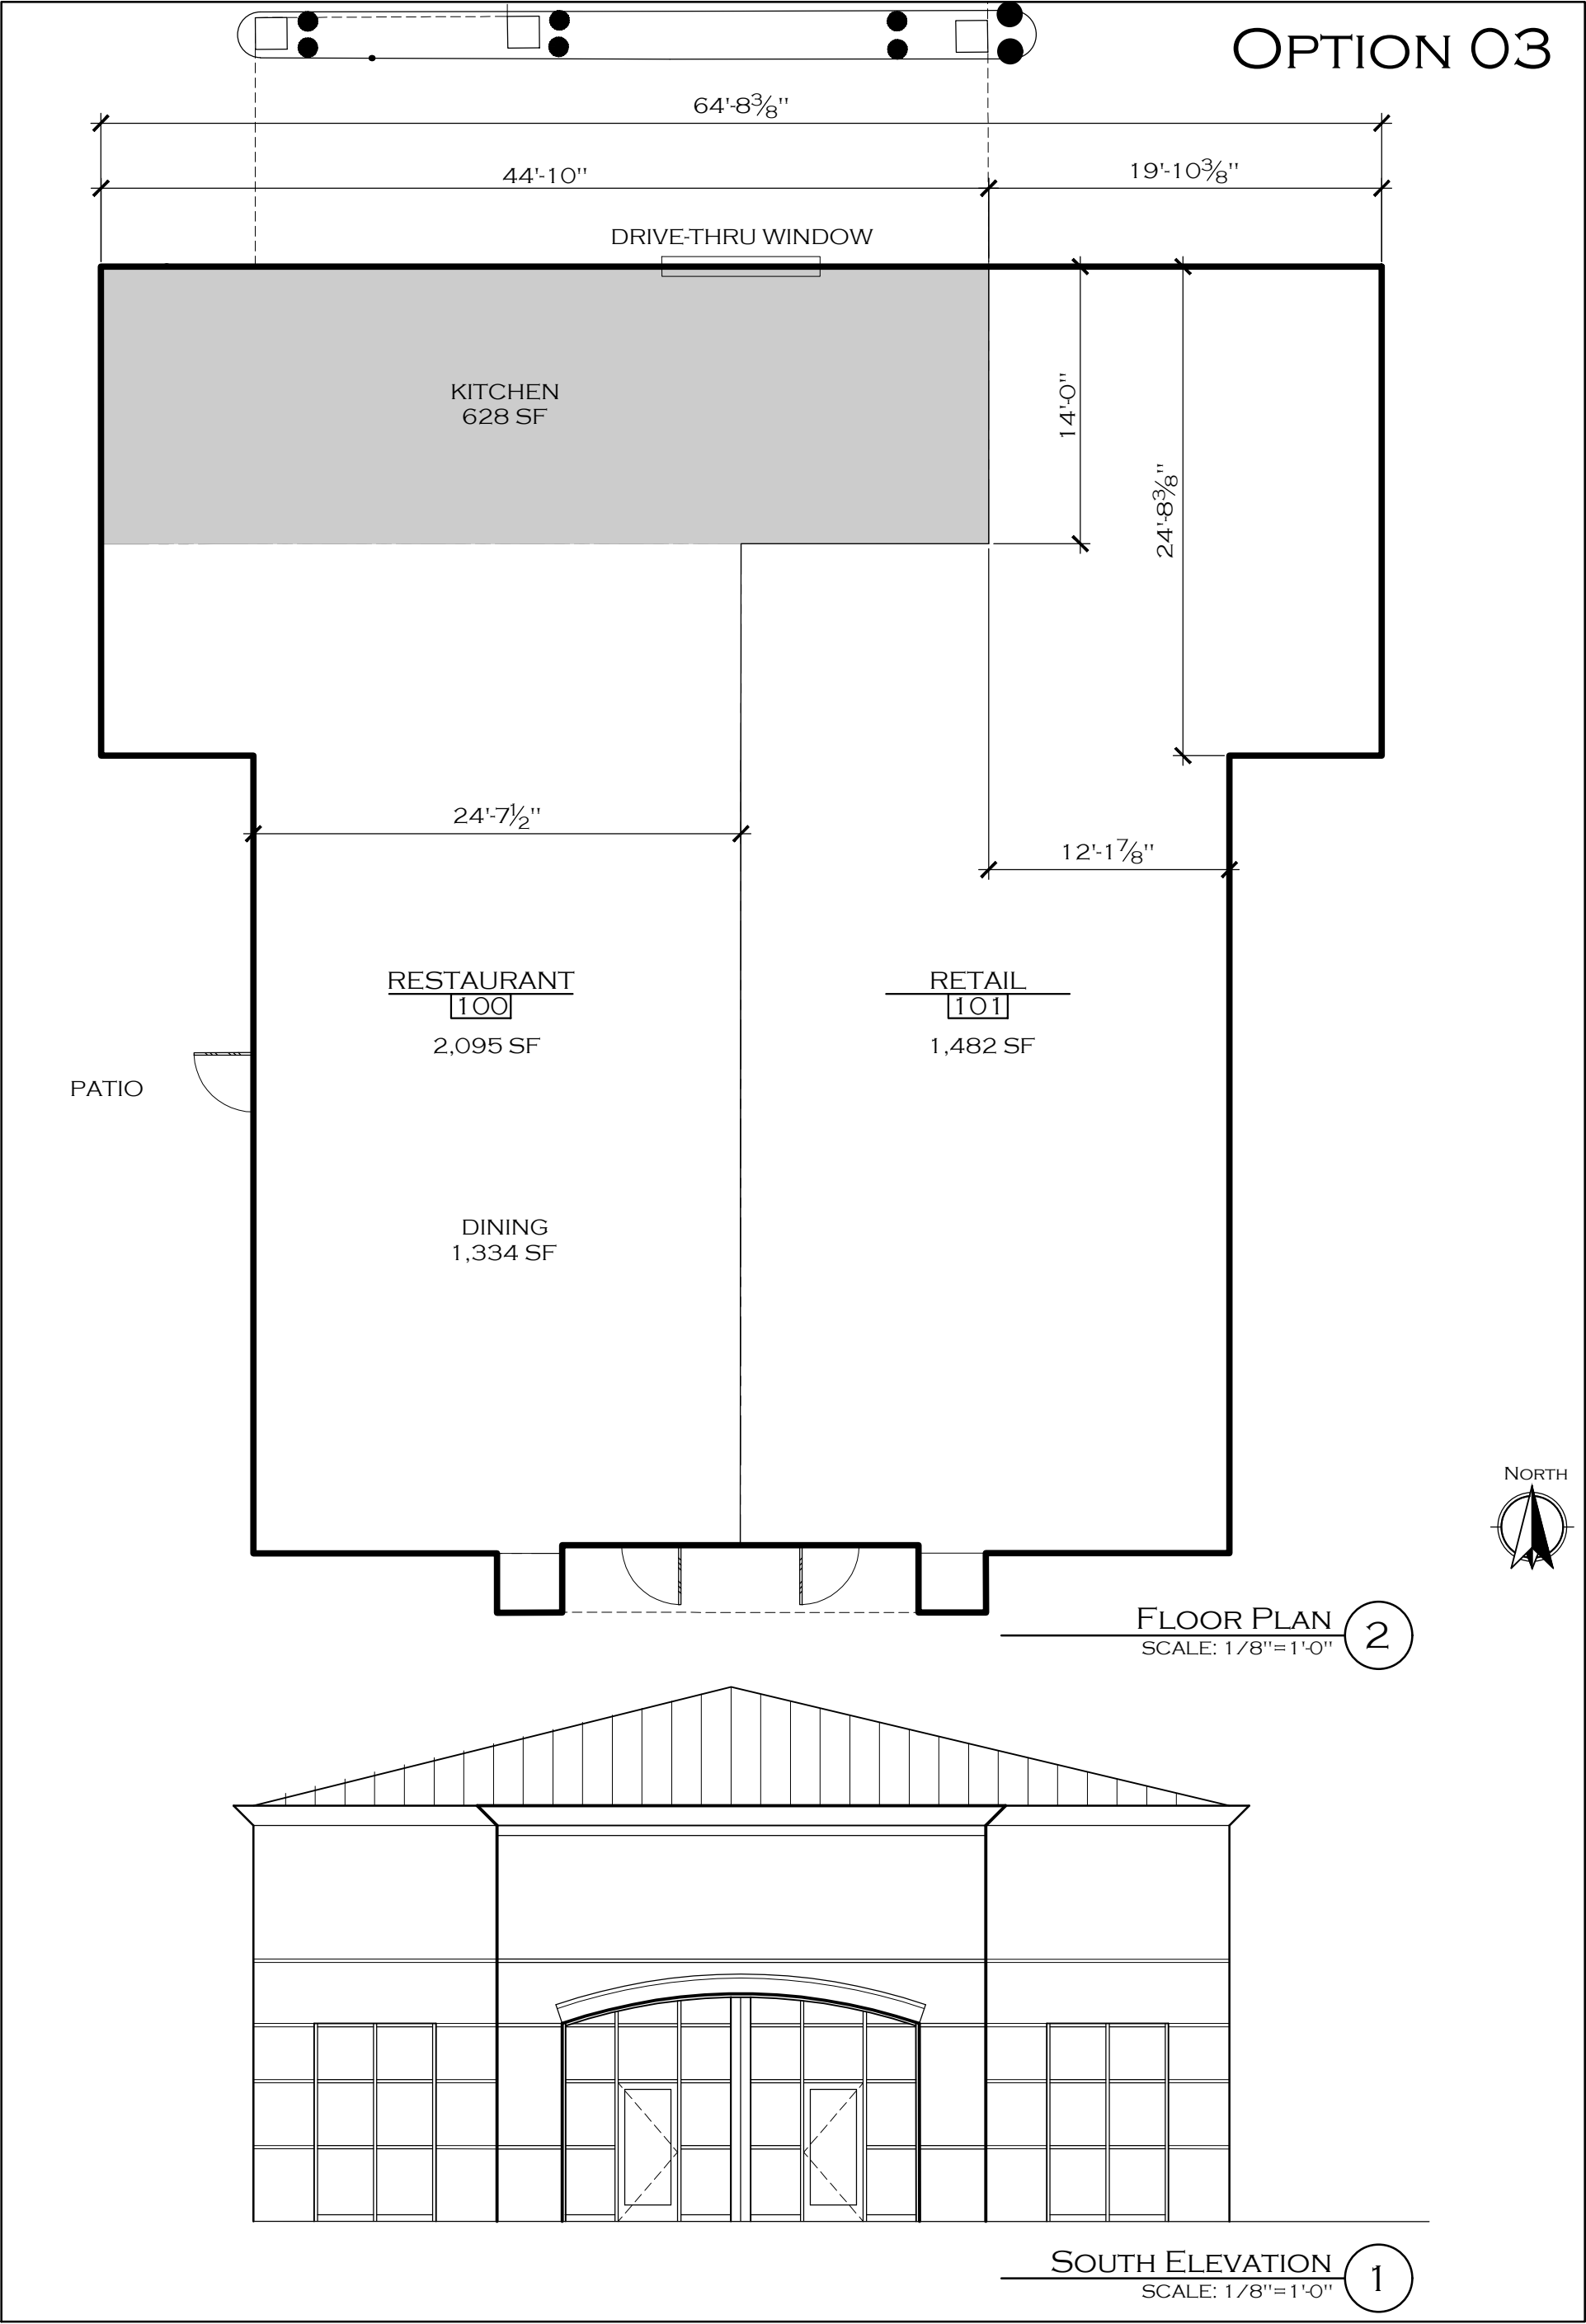 OPTION 03
64'-8⅜"
44'-10"
19'-10⅜"
DRIVE-THRU WINDOW
KITCHEN
628 SF
14'-0"
24'-8⅜"
24'-7½"
12'-1⅞"
RESTAURANT
100
2,095 SF
RETAIL
101
1,482 SF
PATIO
DINING
1,334 SF
NORTH
FLOOR PLAN
SCALE: 1/8"=1'-0"
2
SOUTH ELEVATION
SCALE: 1/8"=1'-0"
1